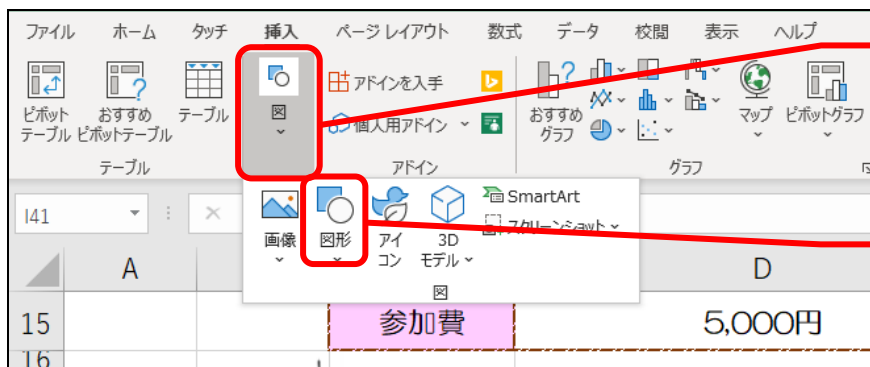 ファイル ホーム タッチ 挿入 ページ レイアウト 数式 データ 校閲 表示 ヘルプ
ピボット
テーブル
おすすめ
ピボットテーブル
テーブル
図
アドインを入手
個人用アドイン
おすすめ
グラフ
マップ
ピボットグラフ
テーブル アドイン グラフ
I41
画像
図形
アイ
コン
3D
モデル
SmartArt
スクリーンショット
図
A D
15 参加費 5,000円
16